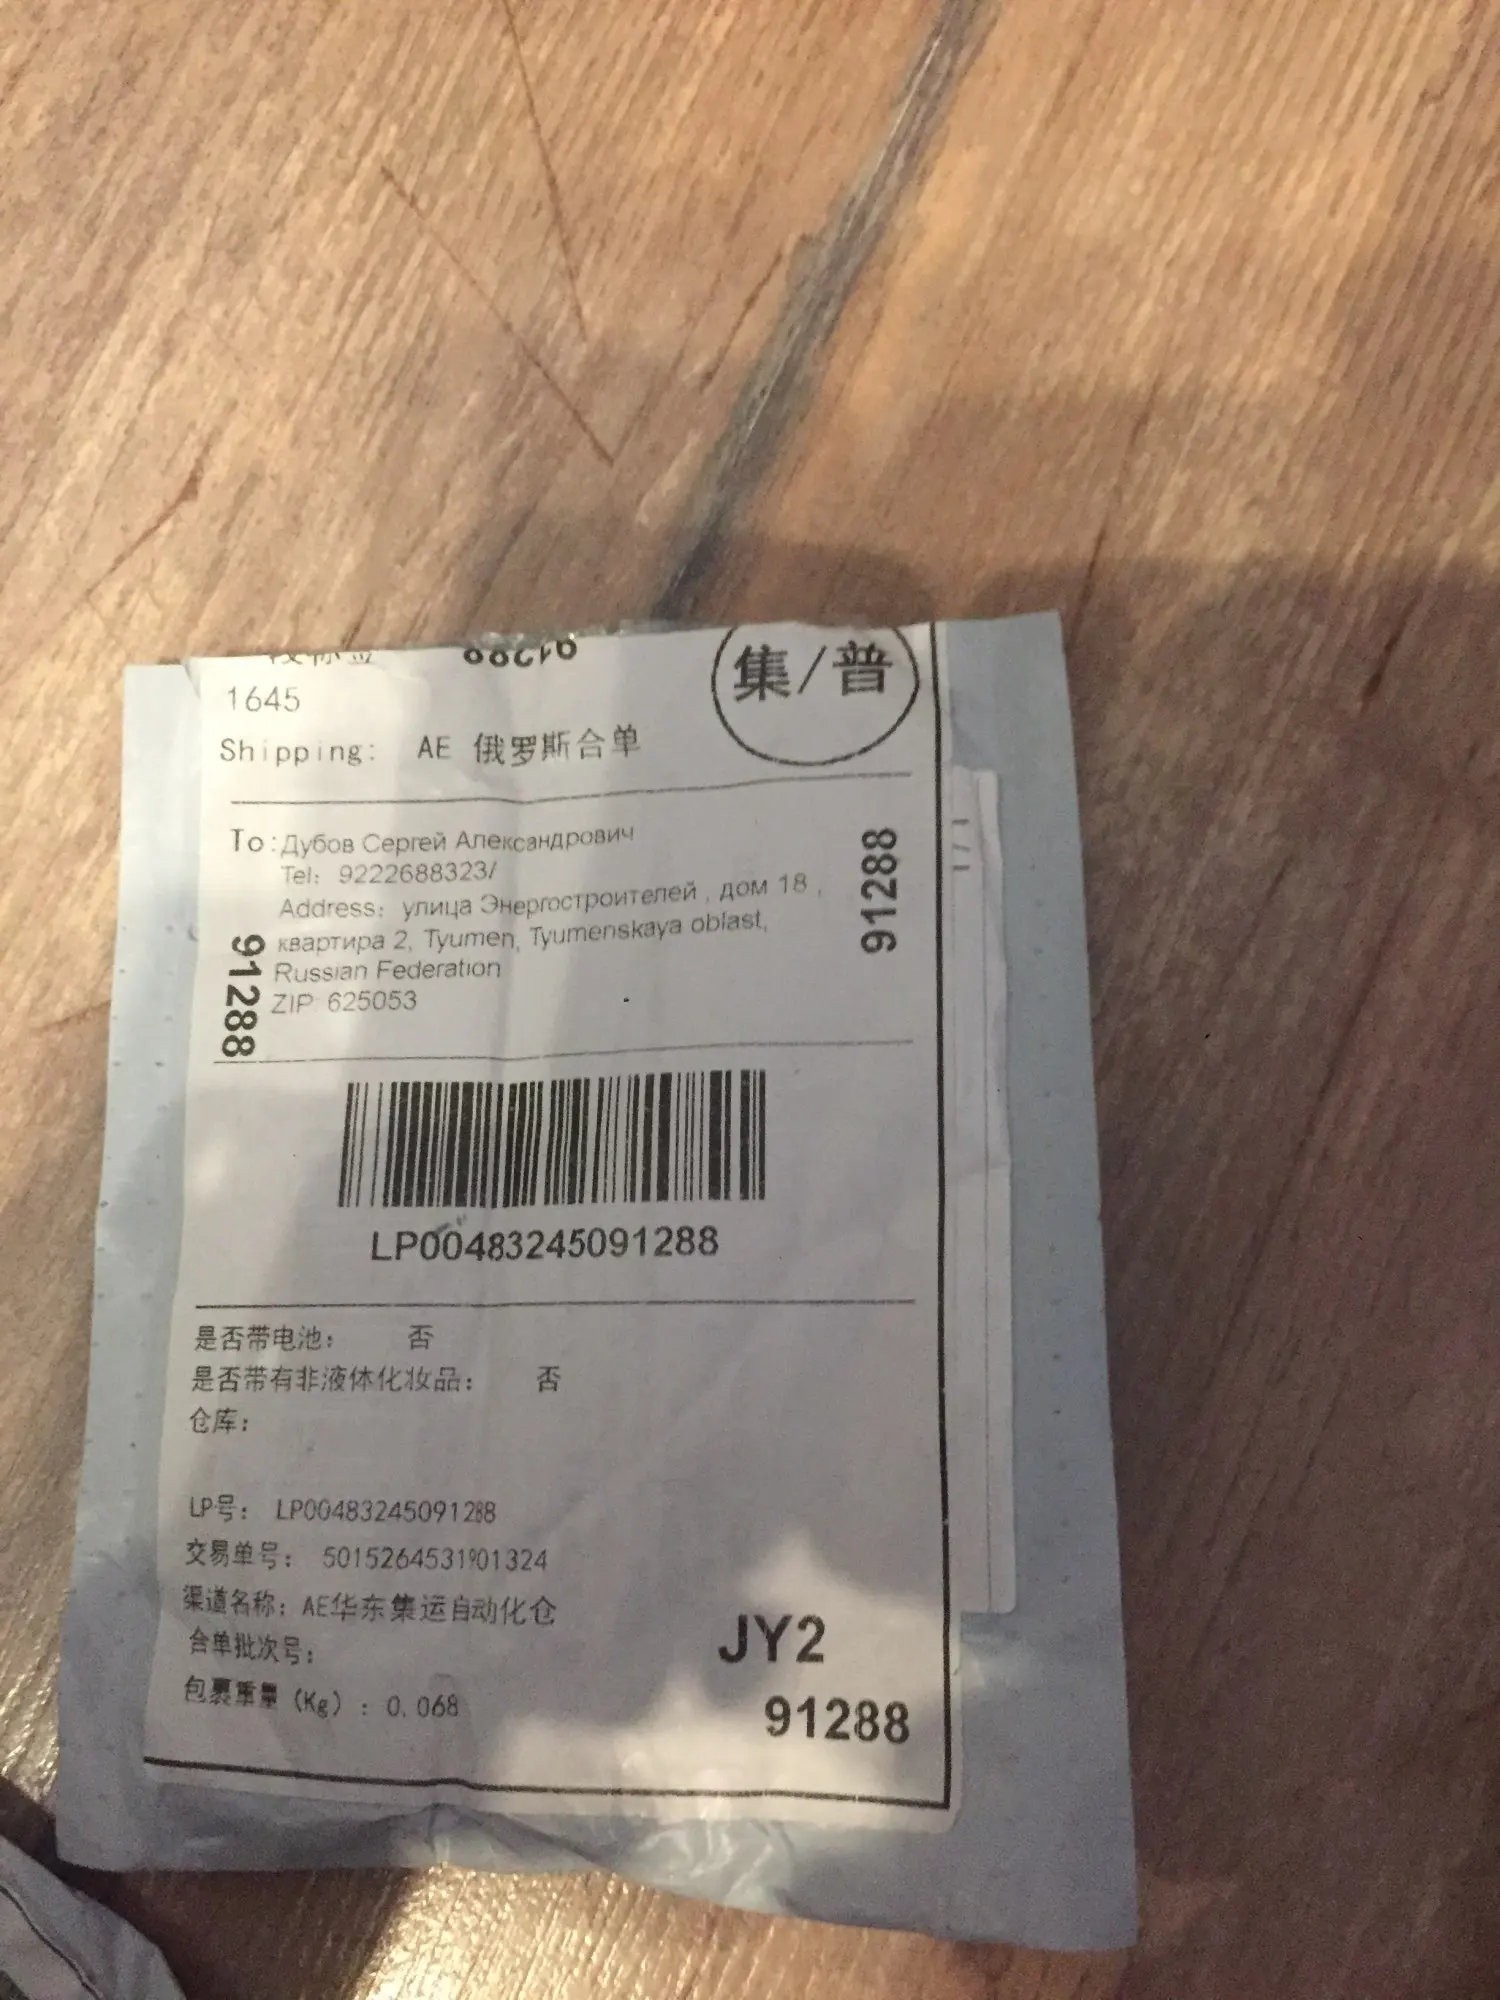 91288
集/普
1645
Shipping: AE 俄罗斯合单
To:Дубов Сергей Александрович
Tel: 9222688323/
Address: улица Энергостроителей , дом 18 ,
квартира 2, Tyumen, Tyumenskaya oblast,
Russian Federation
ZIP: 625053
91288
91288
LP00483245091288
是否带电池: 否
是否带有非液体化妆品: 否
仓库:
LP号: LP00483245091288
交易单号: 5015264531901324
渠道名称: AE华东集运自动化仓
合单批次号:
包裹重量 (Kg) : 0.068
JY2
91288